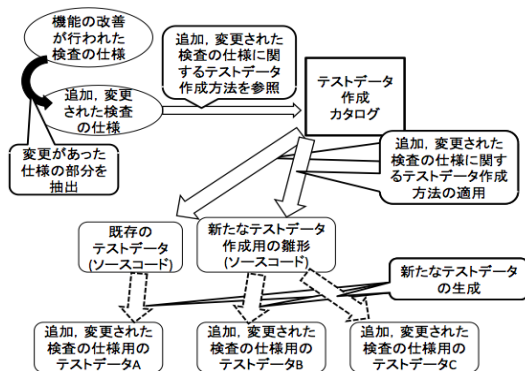 機能の改善
が行われた
検査の仕様
追加，変更
された検査
の仕様
変更があった
仕様の部分を
抽出
追加，変更された
検査の仕様に関
するテストデータ
作成方法を参照
テストデータ
作成
カタログ
追加，変更された
検査の仕様に関す
るテストデータ作成
方法の適用
既存の
テストデータ
(ソースコード)
新たなテストデータ
作成用の雛形
(ソースコード)
新たなテストデータ
の生成
追加，変更された
検査の仕様用の
テストデータA
追加，変更された
検査の仕様用の
テストデータB
追加，変更された
検査の仕様用の
テストデータC